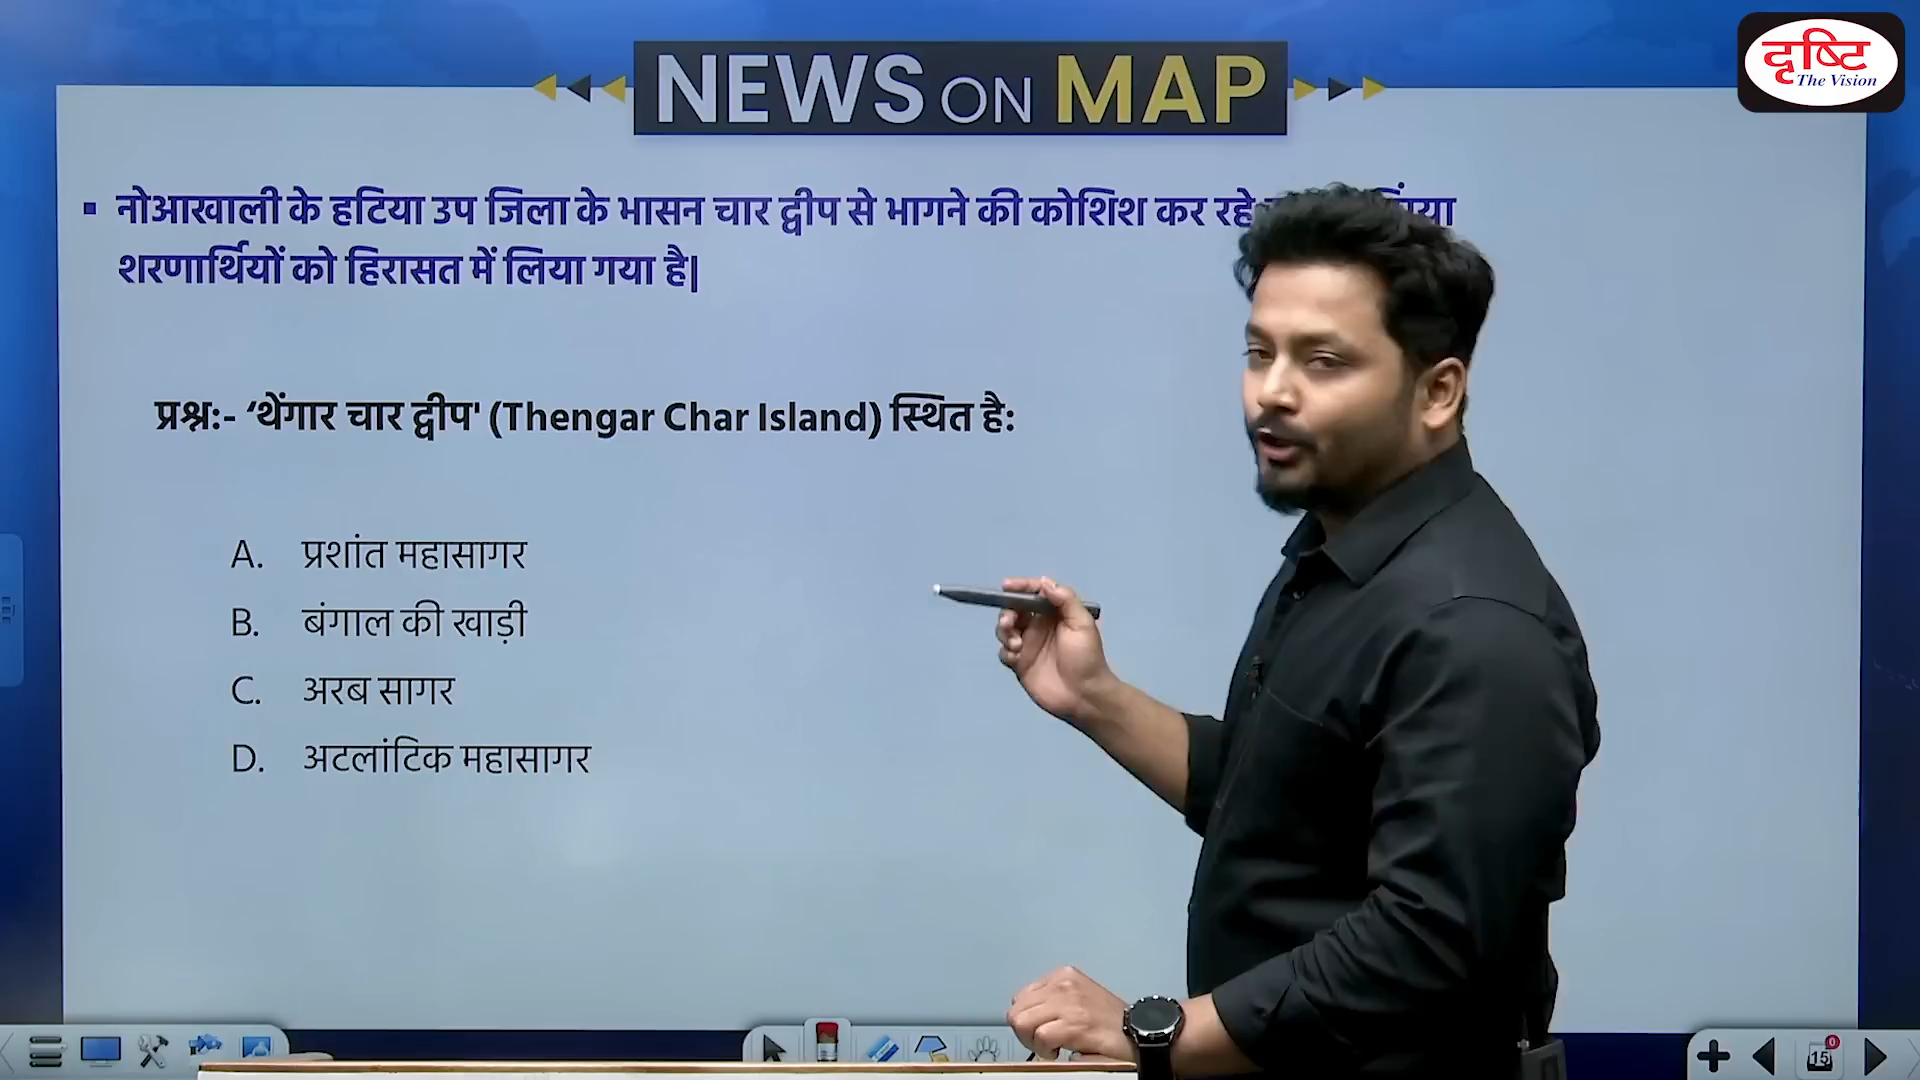 दृष्टि
The Vision
NEWS ON MAP
▪ नोआखाली के हटिया उप जिला के भासन चार द्वीप से भागने की कोशिश कर रहे
शरणार्थियों को हिरासत में लिया गया है|
प्रश्न:- ‘थेंगार चार द्वीप' (Thengar Char Island) स्थित है:
A. प्रशांत महासागर
B. बंगाल की खाड़ी
C. अरब सागर
D. अटलांटिक महासागर
15
0